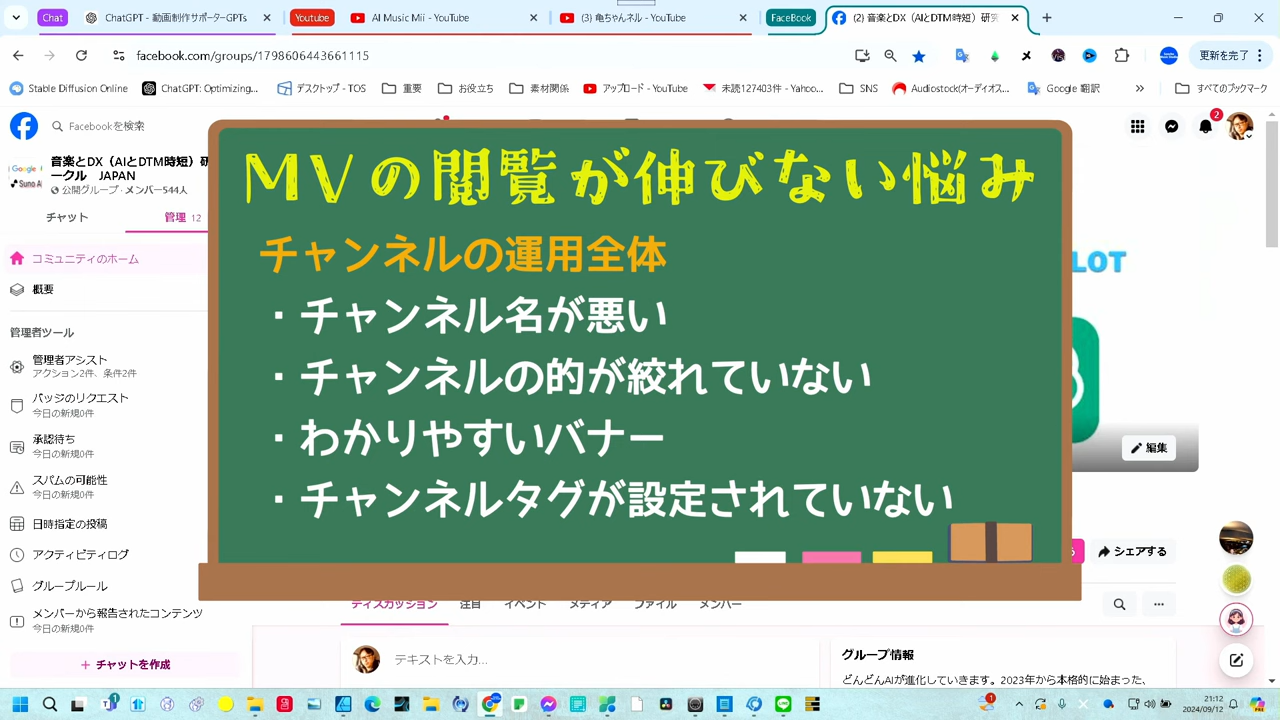 Chat
ChatGPT - 動画制作サポーターGPTs
Youtube
AI Music Mii - YouTube
(3) 亀ちゃんネル - YouTube
FaceBook
(2) 音楽とDX（AIとDTM時短）研究
facebook.com/groups/1798606443661115
更新を完了
Stable Diffusion Online
ChatGPT: Optimizing...
デスクトップ - TOS
重要
お役立ち
素材関係
アップロード - YouTube
未読127403件 - Yahoo...
SNS
Audiostock(オーディオス...
Google 翻訳
すべてのブックマーク
Facebookを検索
2
音楽とDX（AIとDTM時短）研
ークル JAPAN
公開グループ · メンバー544人
チャット
管理 12
コミュニティのホーム
概要
管理者ツール
管理者アシスト
アクション2件、条件2件
バッジのリクエスト
今日の新規0件
承認待ち
今日の新規0件
スパムの可能性
今日の新規0件
日時指定の投稿
アクティビティログ
グループルール
メンバーから報告されたコンテンツ
今日の新規0件
+ チャットを作成
MVの閲覧が伸びない悩み
チャンネルの運用全体
・チャンネル名が悪い
・チャンネルの的が絞れていない
・わかりやすいバナー
・チャンネルタグが設定されていない
LOT
編集
シェアする
ディスカッション
注目
イベント
メディア
ファイル
メンバー
テキストを入力...
グループ情報
どんどんAIが進化していきます。2023年から本格的に始まった、
21:12
2024/09/12